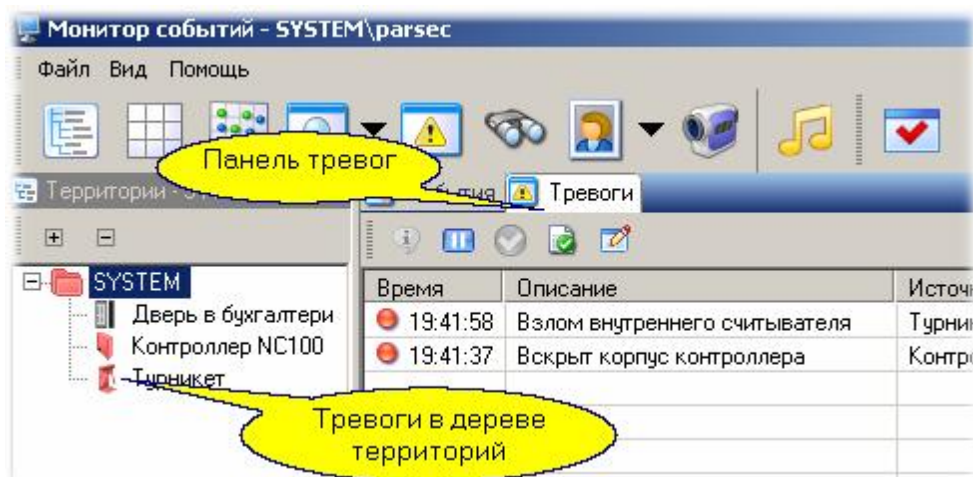 Монитор событий - SYSTEM\parsec
Файл Вид Помощь
Панель тревог
Территории -
Тревоги
SYSTEM
Дверь в бухгалтери
Контроллер NC100
Турникет
Время Описание
19:41:58 Взлом внутреннего считывателя
19:41:37 Вскрыт корпус контроллера
Тревоги в дереве
территорий